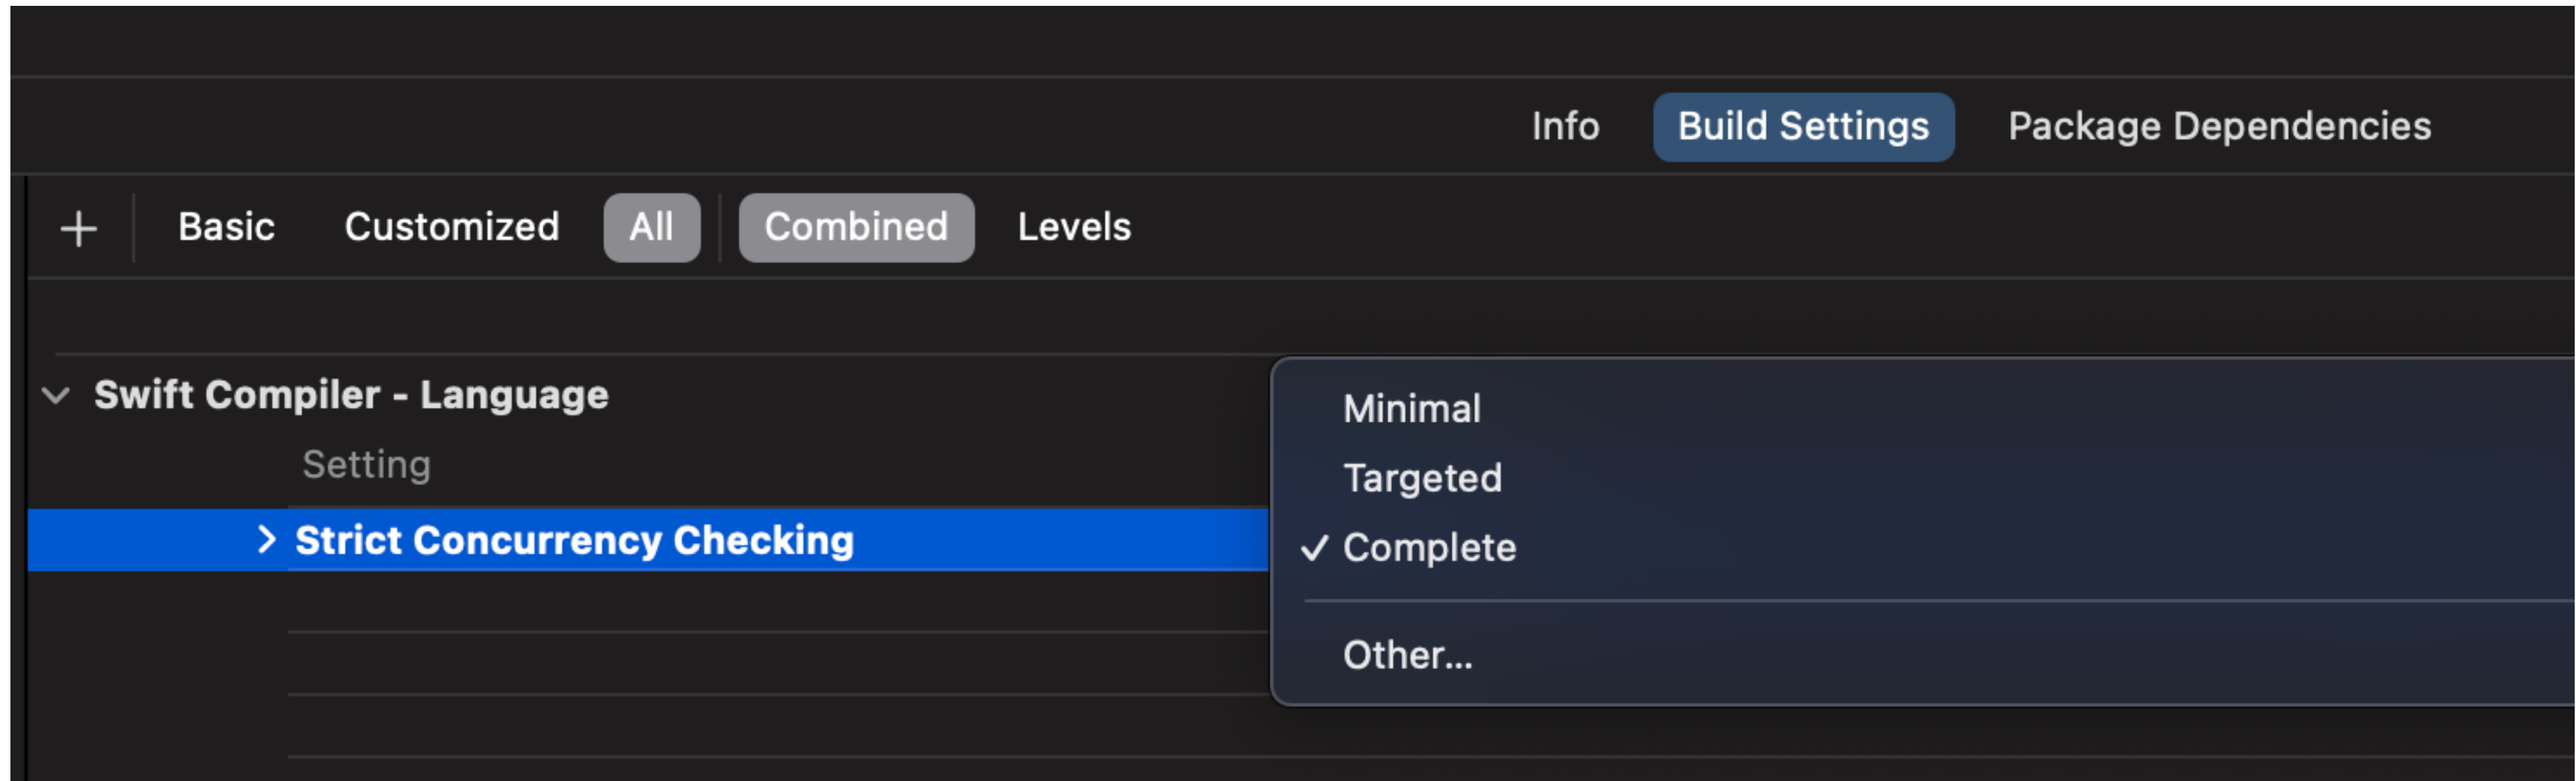 Info Build Settings Package Dependencies
Basic Customized All Combined Levels
Swift Compiler - Language
Setting
Strict Concurrency Checking
Minimal
Targeted
✓ Complete
Other...